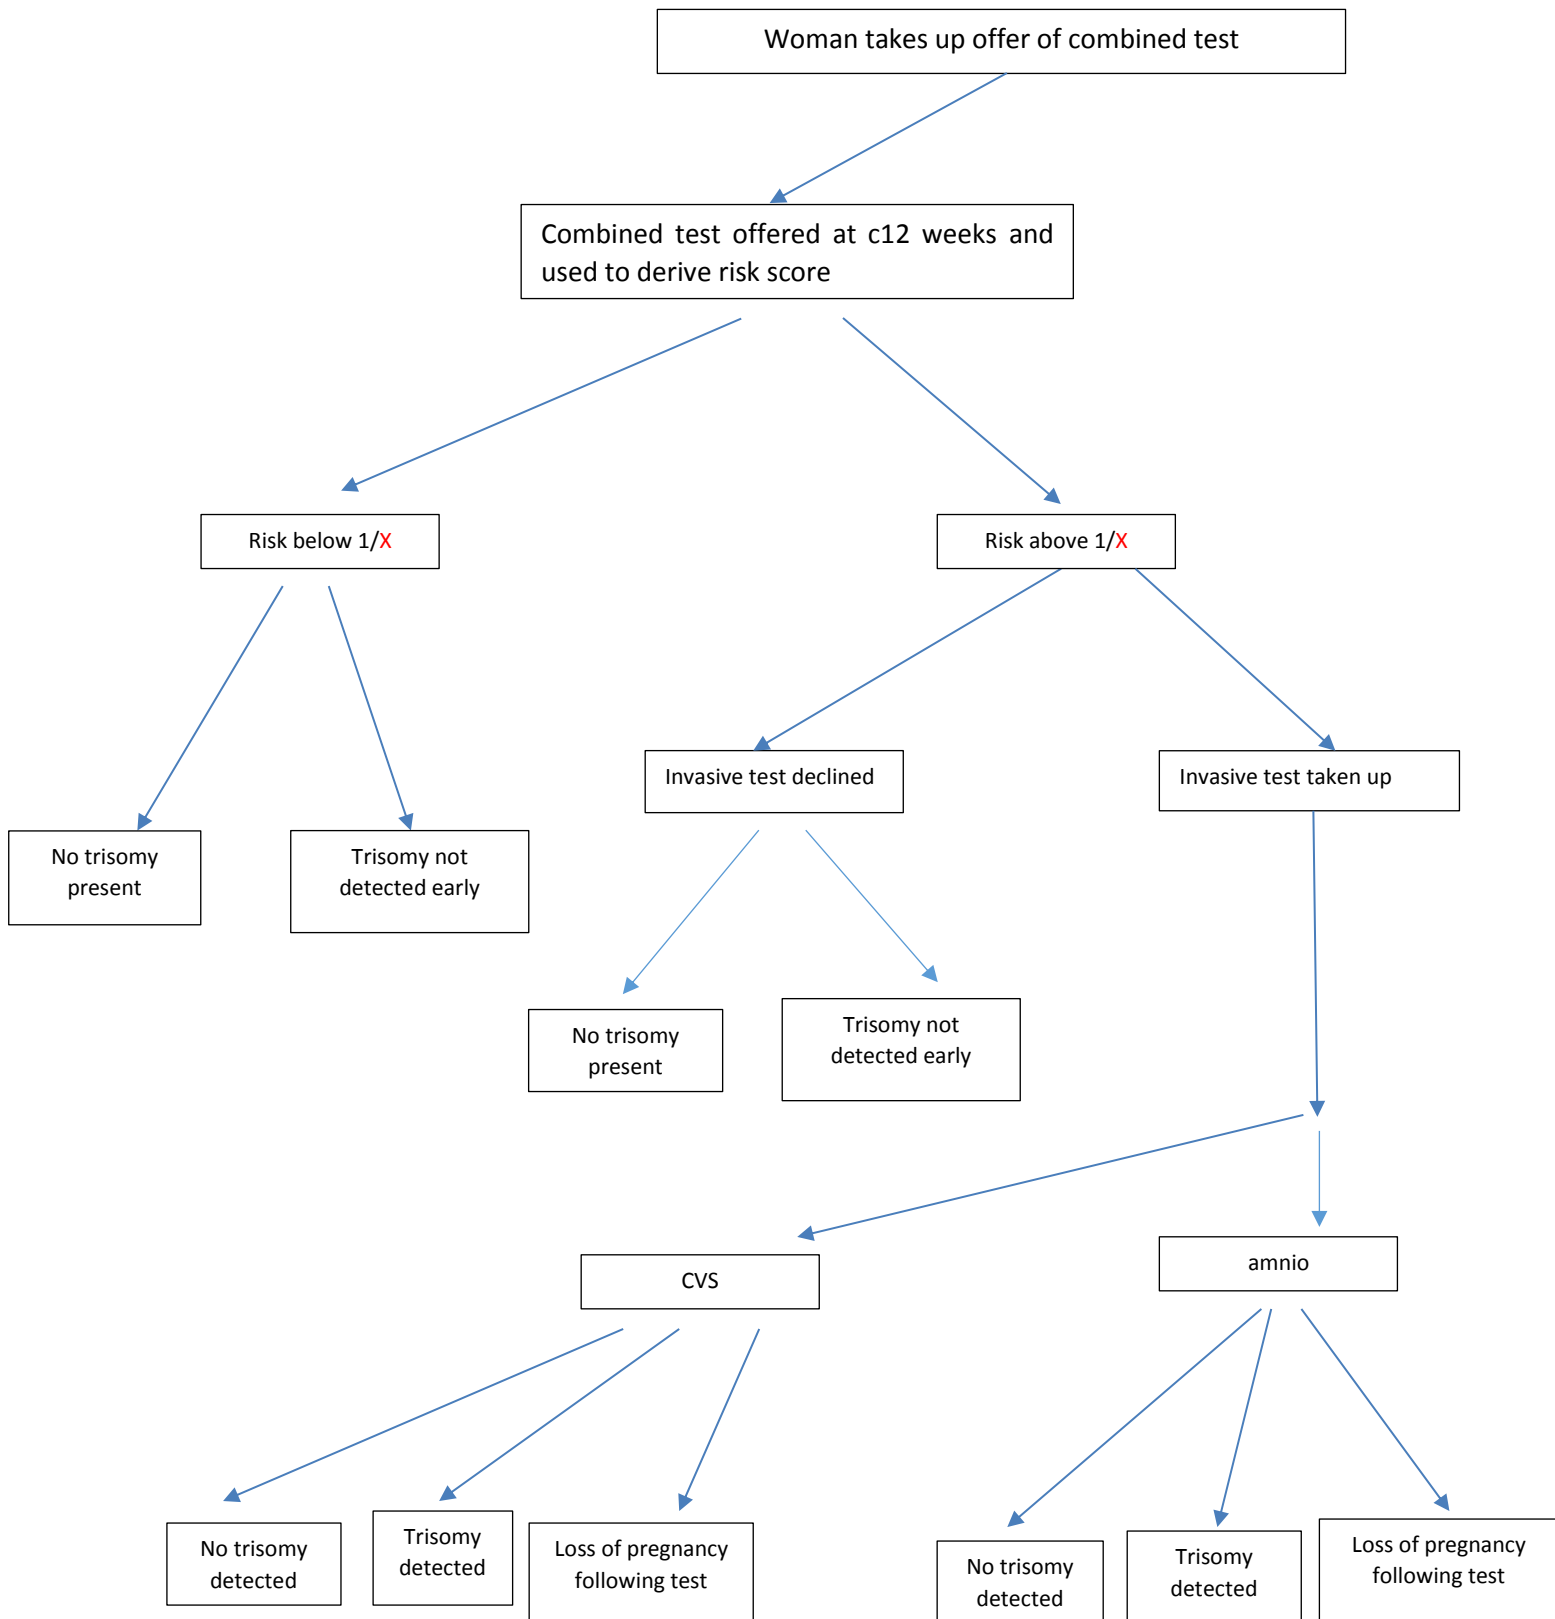 Woman takes up offer of combined test
Combined test offered at c12 weeks and
used to derive risk score
Risk below 1/X
Risk above 1/X
Invasive test declined
Invasive test taken up
No trisomy
present
Trisomy not
detected early
No trisomy
present
Trisomy not
detected early
CVS
amnio
No trisomy
detected
Trisomy
detected
Loss of pregnancy
following test
No trisomy
detected
Trisomy
detected
Loss of pregnancy
following test